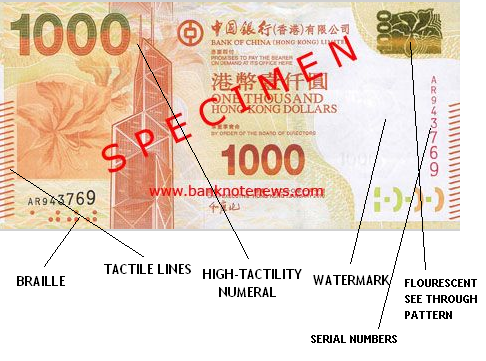 1000
中國銀行(香港)有限公司
BANK OF CHINA (HONG KONG) LIMITED
PROMISES TO PAY THE BEARER
ON DEMAND AT ITS OFFICE HERE
港幣壹仟圓
ONE THOUSAND
HONG KONG DOLLARS
BY ORDER OF THE BOARD OF DIRECTORS
SPECIMEN
1000
1000
www.banknotenews.com
AR943769
AR943769
BRAILLE
TACTILE LINES
HIGH-TACTILITY
NUMERAL
WATERMARK
FLOURESCENT
SEE THROUGH
PATTERN
SERIAL NUMBERS